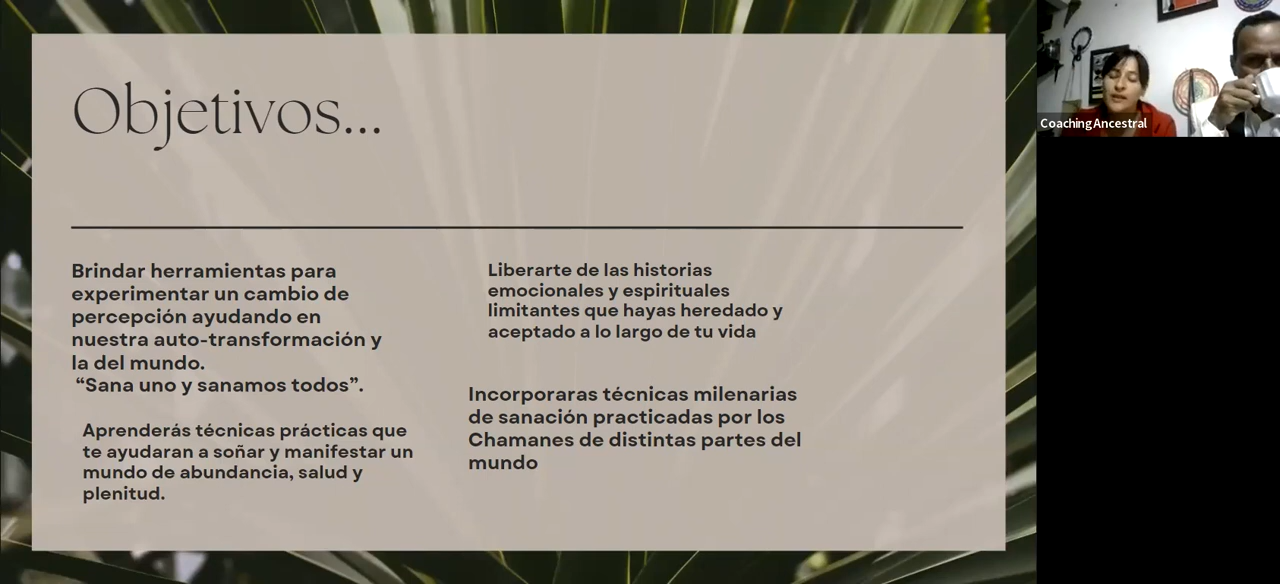 Objetivos...
Brindar herramientas para
experimentar un cambio de
percepción ayudando en
nuestra auto-transformación y
la del mundo.
“Sana uno y sanamos todos”.
Aprenderás técnicas prácticas que
te ayudaran a soñar y manifestar un
mundo de abundancia, salud y
plenitud.
Liberarte de las historias
emocionales y espirituales
limitantes que hayas heredado y
aceptado a lo largo de tu vida
Incorporaras técnicas milenarias
de sanación practicadas por los
Chamanes de distintas partes del
mundo
Coaching Ancestral